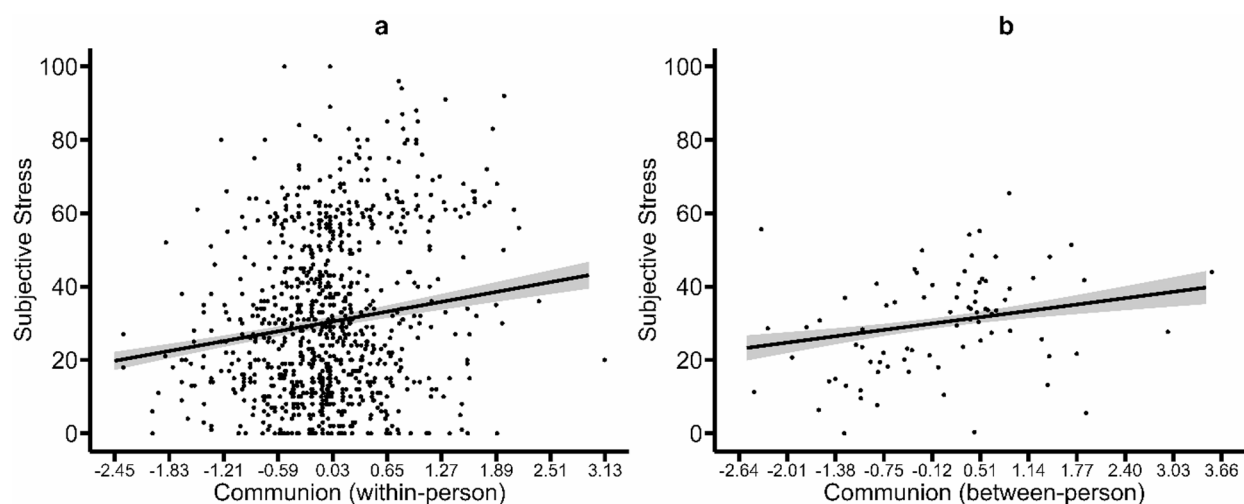 a
Subjective Stress
100
80
60
40
20
0
-2.45 -1.83 -1.21 -0.59 0.03 0.65 1.27 1.89 2.51 3.13
Communion (within-person)
b
Subjective Stress
100
80
60
40
20
0
-2.64 -2.01 -1.38 -0.75 -0.12 0.51 1.14 1.77 2.40 3.03 3.66
Communion (between-person)